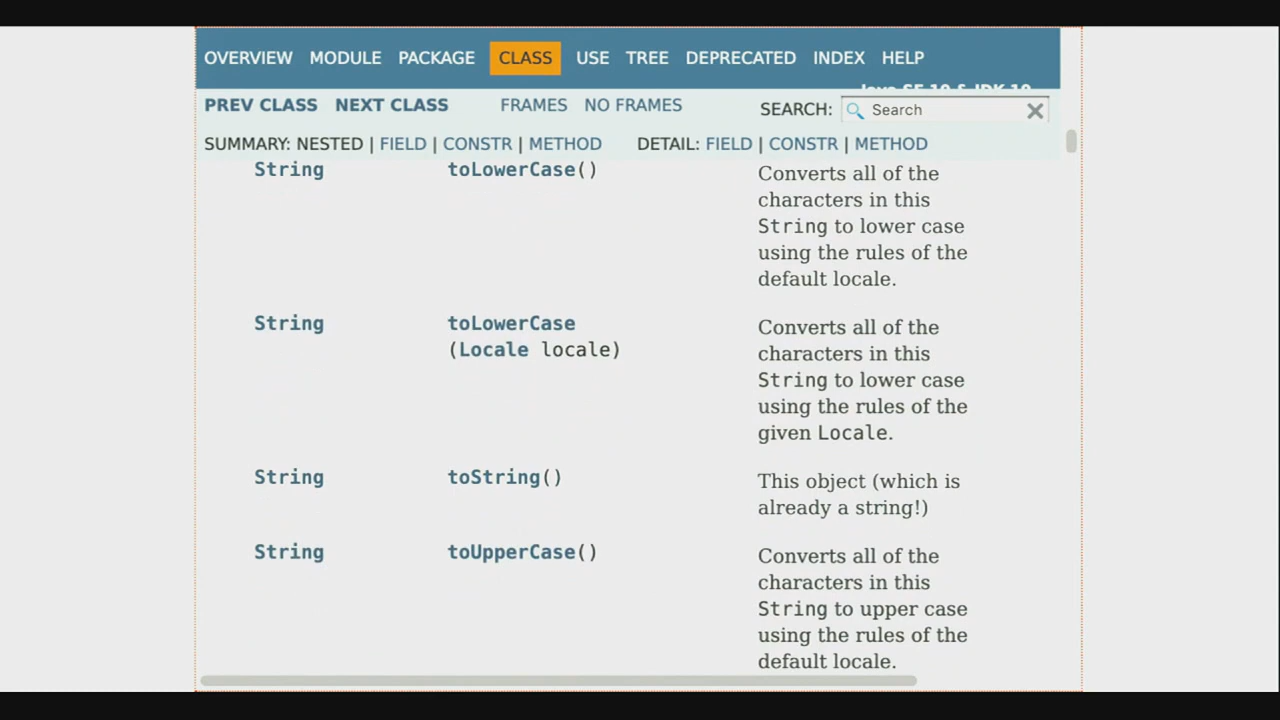 OVERVIEW MODULE PACKAGE CLASS USE TREE DEPRECATED INDEX HELP
Java SE 10 & JDK 10
PREV CLASS NEXT CLASS FRAMES NO FRAMES SEARCH: Search
SUMMARY: NESTED | FIELD | CONSTR | METHOD DETAIL: FIELD | CONSTR | METHOD
String toLowerCase() Converts all of the
characters in this
String to lower case
using the rules of the
default locale.
String toLowerCase Converts all of the
(Locale locale) characters in this
String to lower case
using the rules of the
given Locale.
String toString() This object (which is
already a string!)
String toUpperCase() Converts all of the
characters in this
String to upper case
using the rules of the
default locale.